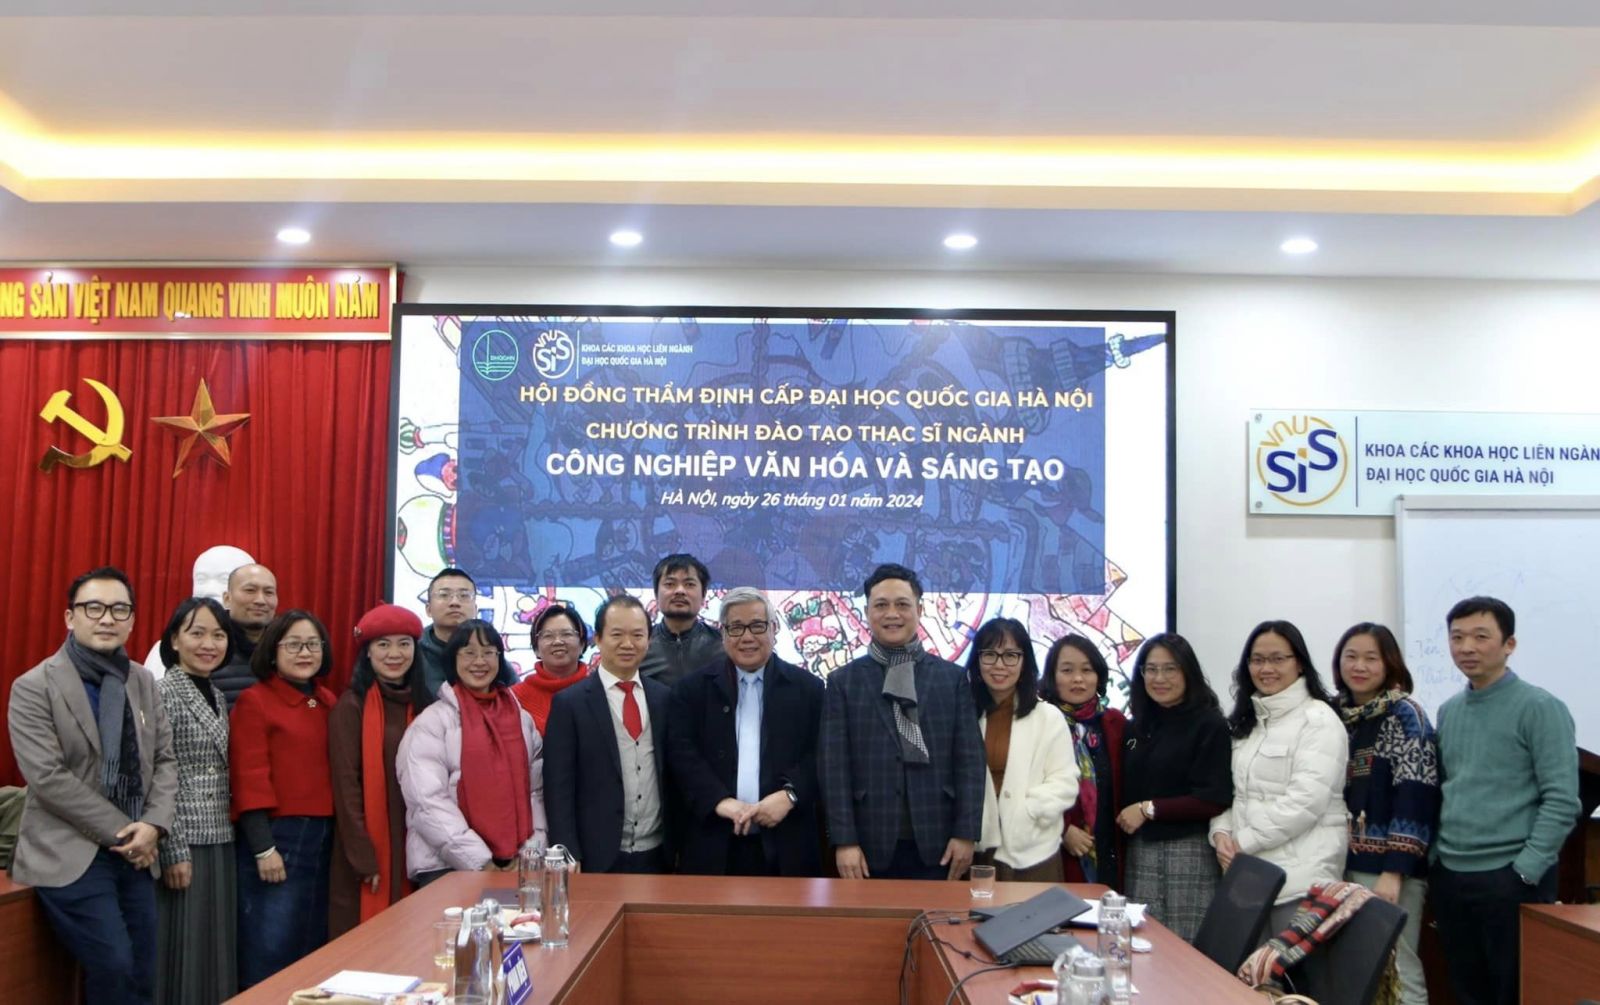 NG SẢN VIỆT NAM QUANG VINH MUÔN NĂM
ĐHQGHN
VNU
SiS
KHOA CÁC KHOA HỌC LIÊN NGÀNH
ĐẠI HỌC QUỐC GIA HÀ NỘI
HỘI ĐỒNG THẨM ĐỊNH CẤP ĐẠI HỌC QUỐC GIA HÀ NỘI
CHƯƠNG TRÌNH ĐÀO TẠO THẠC SĨ NGÀNH
CÔNG NGHIỆP VĂN HÓA VÀ SÁNG TẠO
HÀ NỘI, ngày 26 tháng 01 năm 2024
VNU
SiS
KHOA CÁC KHOA HỌC LIÊN NGÀN
ĐẠI HỌC QUỐC GIA HÀ NỘI